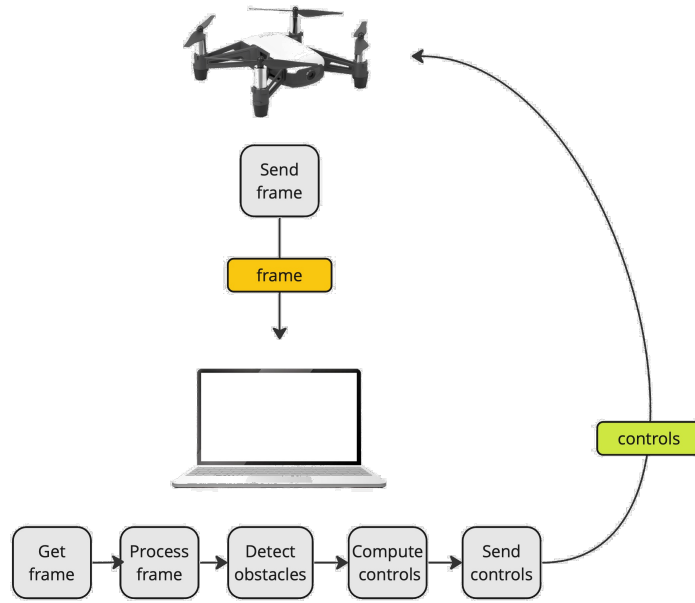 Send
frame
frame
controls
Get
frame
Process
frame
Detect
obstacles
Compute
controls
Send
controls